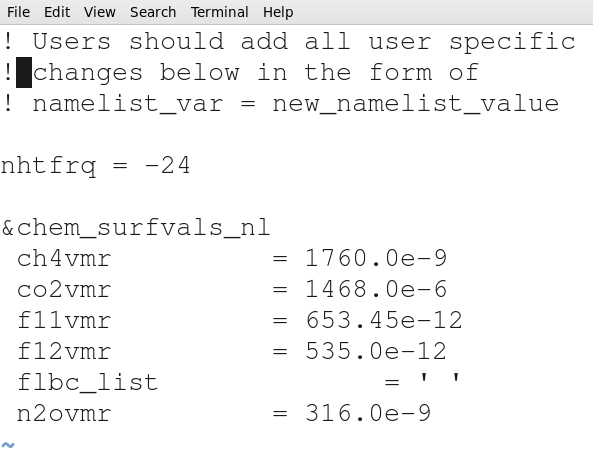 File Edit View Search Terminal Help
! Users should add all user specific
! changes below in the form of
! namelist_var = new_namelist_value
nhtfrq = -24
&chem_surfvals_nl
ch4vmr = 1760.0e-9
co2vmr = 1468.0e-6
f11vmr = 653.45e-12
f12vmr = 535.0e-12
flbc_list = ' '
n2ovmr = 316.0e-9
~